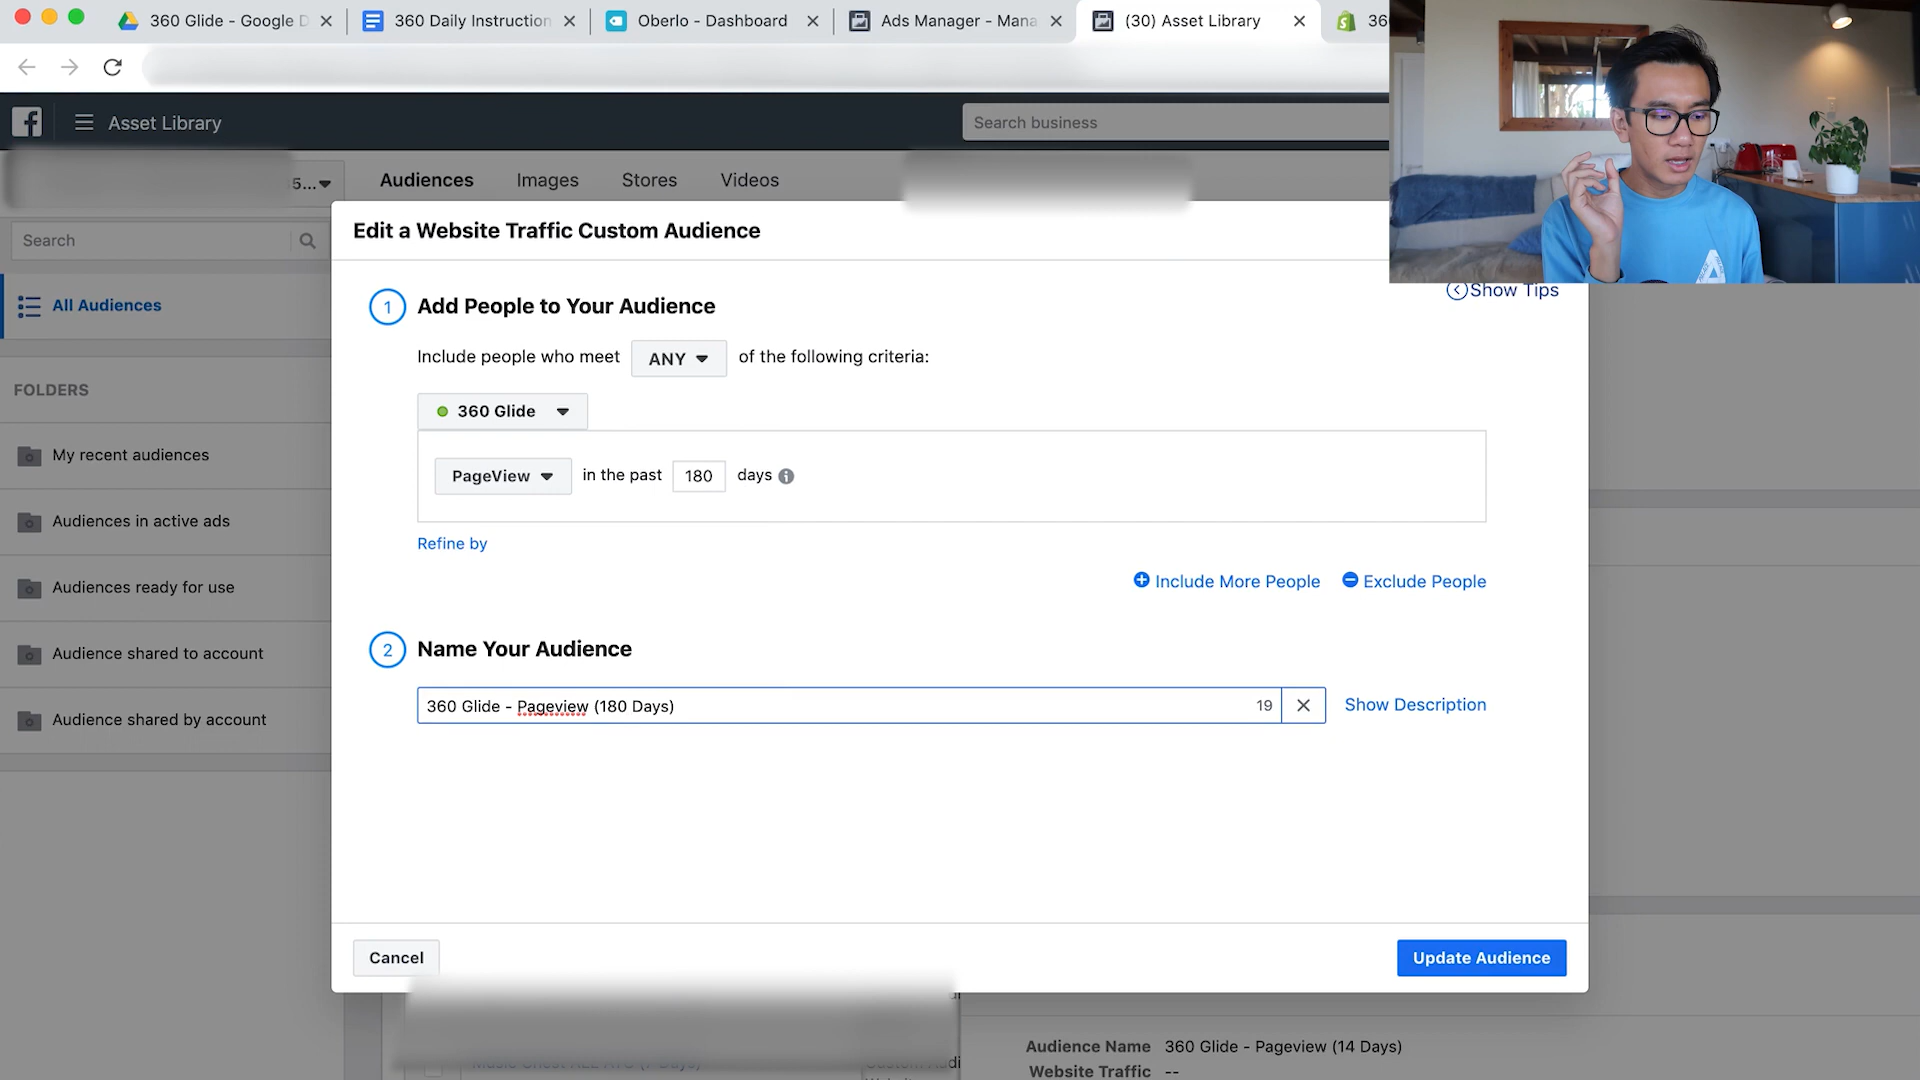 360 Glide - Google D
360 Daily Instruction
Oberlo - Dashboard
Ads Manager - Mana
(30) Asset Library
36
Asset Library
Search business
5...
Audiences
Images
Stores
Videos
Search
All Audiences
FOLDERS
My recent audiences
Audiences in active ads
Audiences ready for use
Audience shared to account
Audience shared by account
Edit a Website Traffic Custom Audience
Show Tips
1 Add People to Your Audience
Include people who meet ANY of the following criteria:
360 Glide
PageView in the past 180 days
Refine by
Include More People
Exclude People
2 Name Your Audience
360 Glide - Pageview (180 Days) 19
Show Description
Cancel
Update Audience
Audience Name 360 Glide - Pageview (14 Days)
Website Traffic --